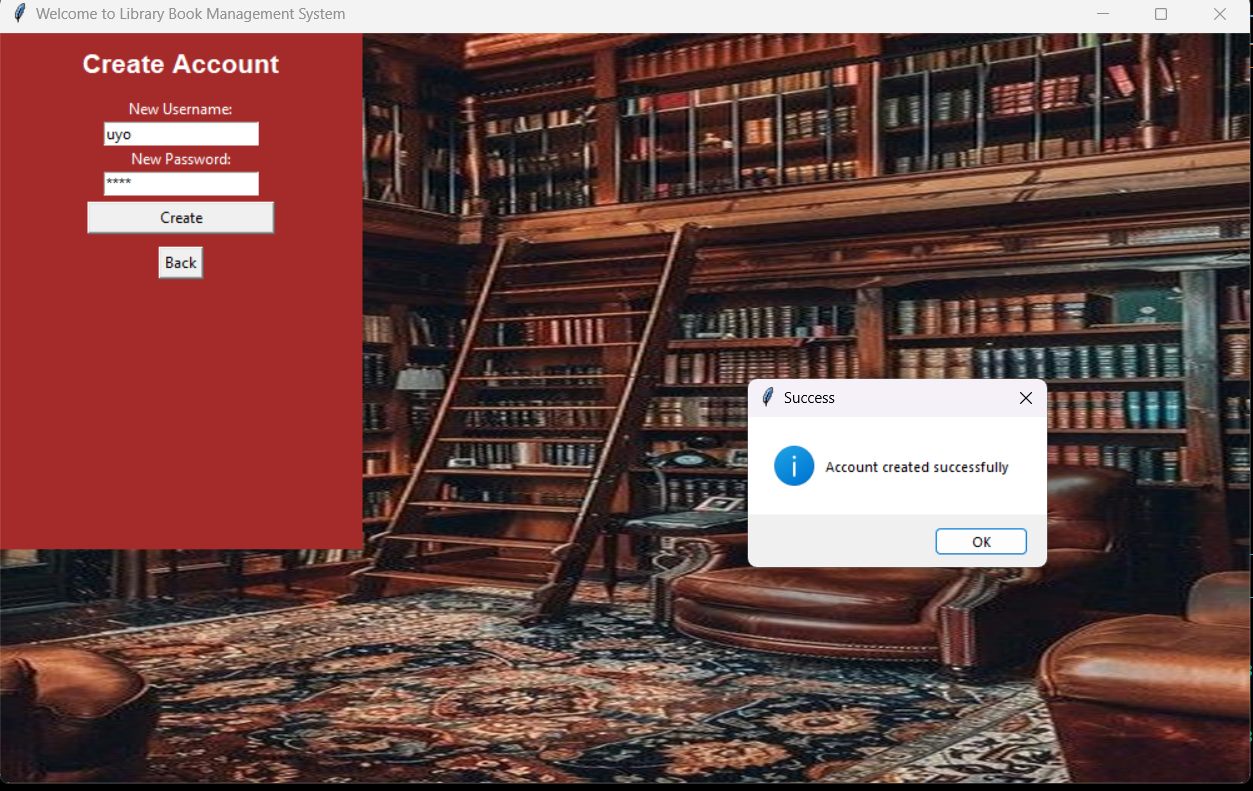 Welcome to Library Book Management System
Create Account
New Username:
uyo
New Password:
****
Create
Back
Success
Account created successfully
OK